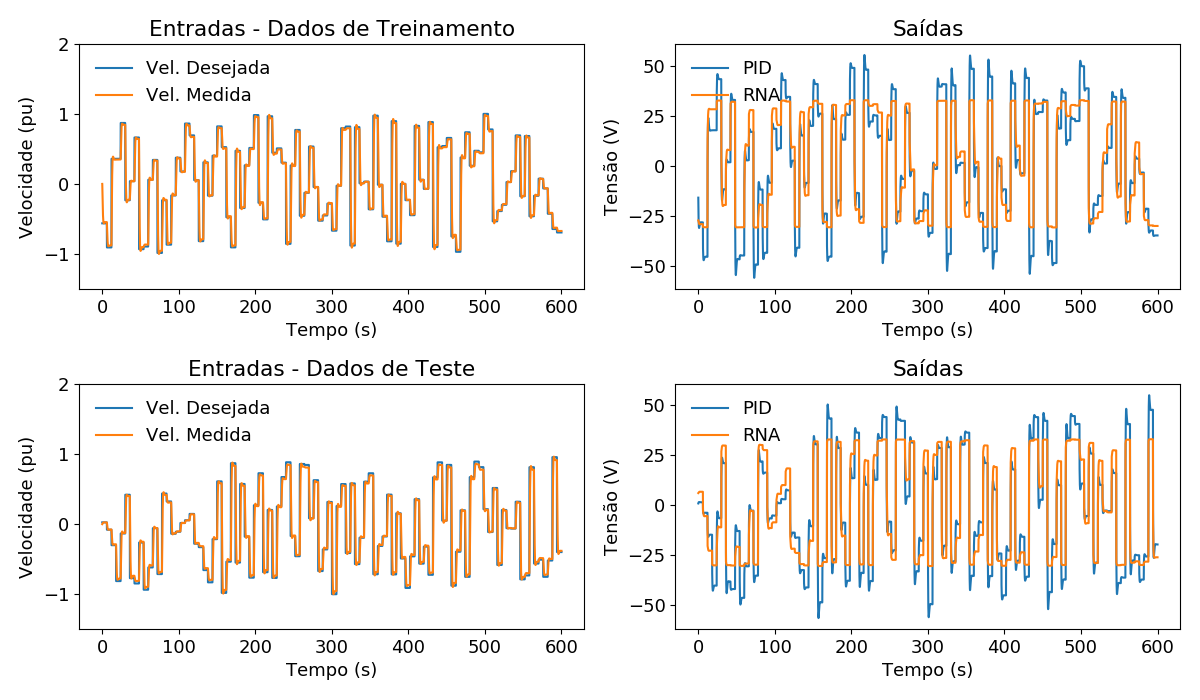 Entradas - Dados de Treinamento
Vel. Desejada
Vel. Medida
Velocidade (pu)
2
1
0
−1
0 100 200 300 400 500 600
Tempo (s)
Saídas
PID
RNA
Tensão (V)
50
25
0
−25
−50
0 100 200 300 400 500 600
Tempo (s)
Entradas - Dados de Teste
Vel. Desejada
Vel. Medida
Velocidade (pu)
2
1
0
−1
0 100 200 300 400 500 600
Tempo (s)
Saídas
PID
RNA
Tensão (V)
50
25
0
−25
−50
0 100 200 300 400 500 600
Tempo (s)